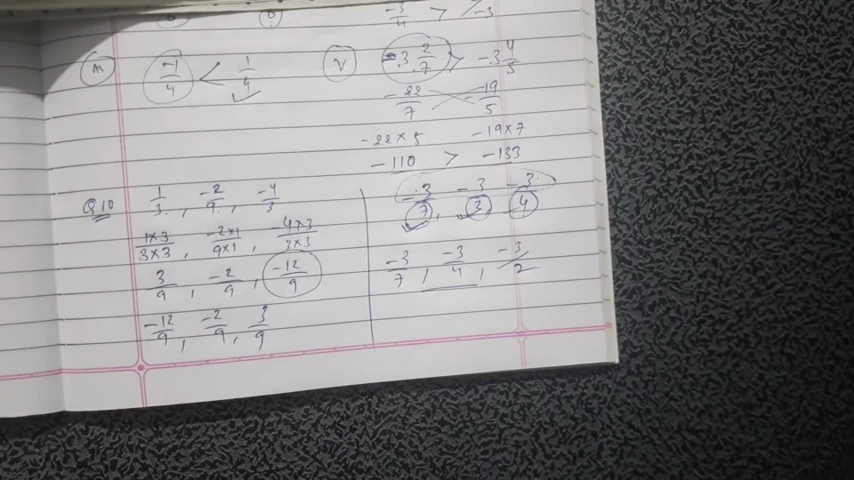 -3/4 >
-1/4 < 1/4
V -3 2/7 > -3 4/5
-22/7 -19/5
-22×5 -19×7
-110 > -133
Q10 1/3, -2/9, -4/3
1×3/3×3, -2×1/9×1, -4×3/3×3
3/9, -2/9, -12/9
-12/9, -2/9, 3/9
-3/7, -3/2, -3/4
-3/7, -3/4, -3/2